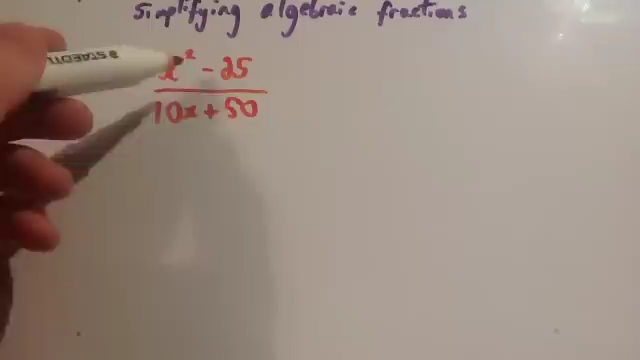 simplifying algebraic fractions
STAEDTL
x² - 25
10x + 50